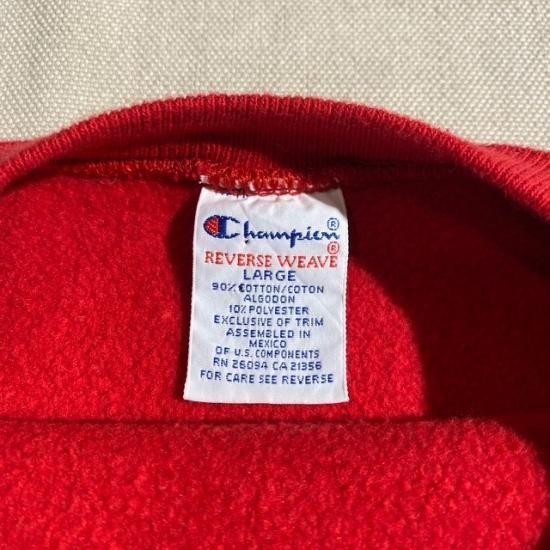 Champion®
REVERSE WEAVE®
LARGE
90% COTTON/COTON
ALGODON
10% POLYESTER
EXCLUSIVE OF TRIM
ASSEMBLED IN
MEXICO
OF U.S. COMPONENTS
RN 26094 CA 21356
FOR CARE SEE REVERSE